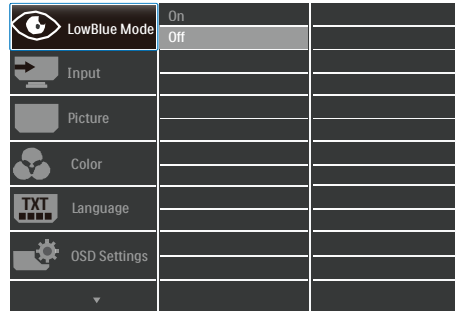 LowBlue Mode
On
Off
Input
Picture
Color
TXT
Language
OSD Settings